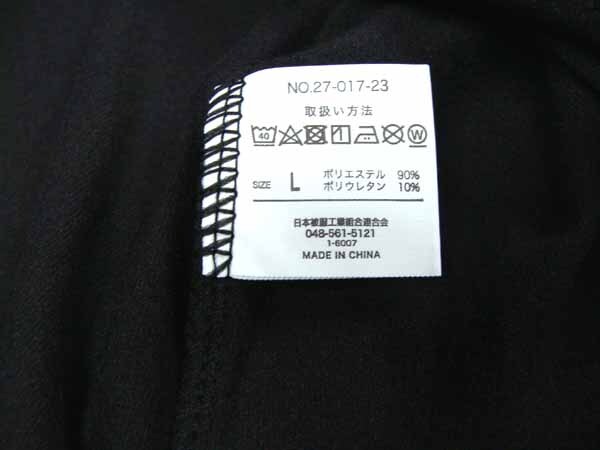 NO.27-017-23
取扱い方法
40 W
SIZE L ポリエステル 90%
ポリウレタン 10%
日本被服工業組合連合会
048-561-5121
1-6007
MADE IN CHINA